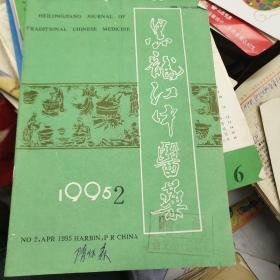 HEILONGJIANG JOURNAL OF
TRADITIONAL CHINESE MEDICINE
黑龍江中醫藥
1995 2
6
NO 2,APR 1995 HARBIN,P R CHINA